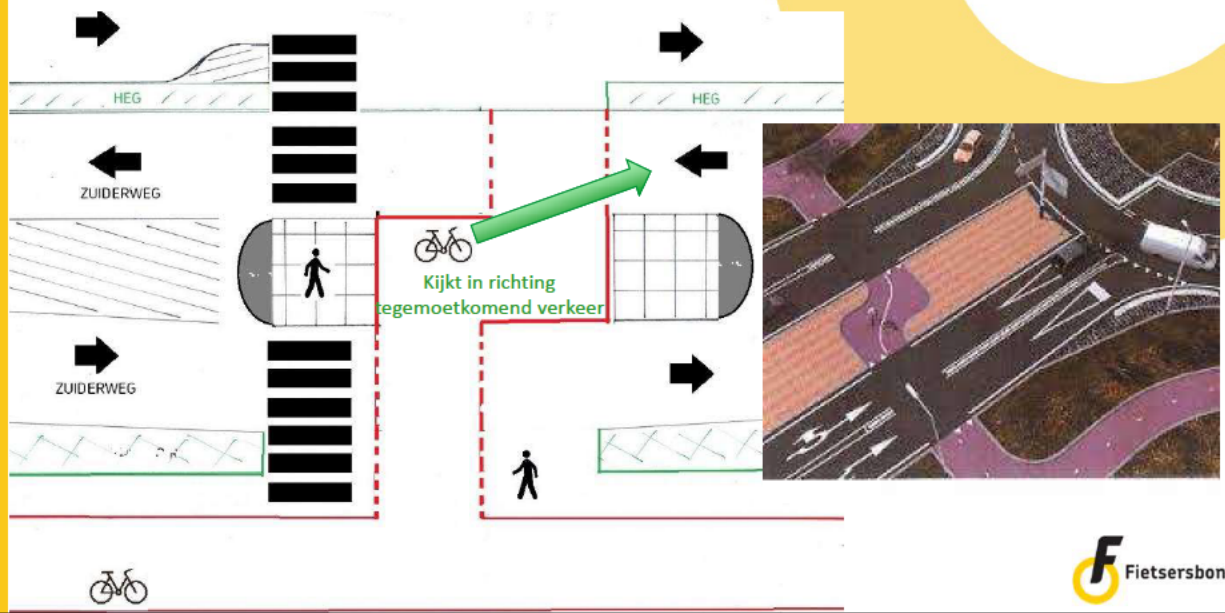 HEG
HEG
ZUIDERWEG
Kijkt in richting
tegemoetkomend verkeer
ZUIDERWEG
Fietsersbon